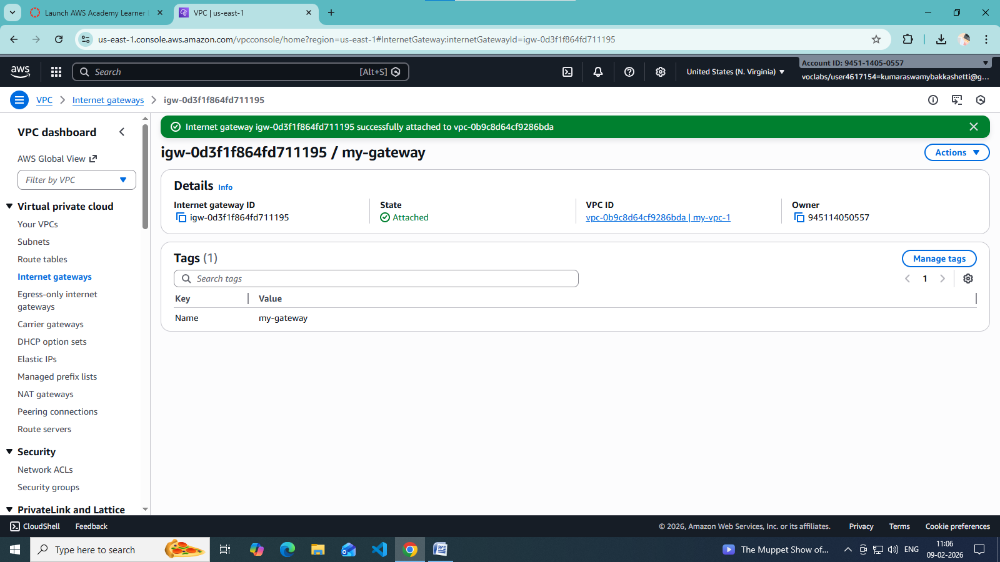 Launch AWS Academy Learner
VPC | us-east-1
us-east-1.console.aws.amazon.com/vpcconsole/home?region=us-east-1#InternetGateway:internetGatewayId=igw-0d3f1f864fd711195
aws
Search
[Alt+S]
United States (N. Virginia)
Account ID: 9451-1405-0557
voclabs/user4617154=kumaraswamybakkashetti@g...
VPC
Internet gateways
igw-0d3f1f864fd711195
VPC dashboard
AWS Global View
Filter by VPC
Virtual private cloud
Your VPCs
Subnets
Route tables
Internet gateways
Egress-only internet
gateways
Carrier gateways
DHCP option sets
Elastic IPs
Managed prefix lists
NAT gateways
Peering connections
Route servers
Security
Network ACLs
Security groups
PrivateLink and Lattice
Internet gateway igw-0d3f1f864fd711195 successfully attached to vpc-0b9c8d64cf9286bda
igw-0d3f1f864fd711195 / my-gateway
Actions
Details Info
Internet gateway ID
igw-0d3f1f864fd711195
State
Attached
VPC ID
vpc-0b9c8d64cf9286bda | my-vpc-1
Owner
945114050557
Tags (1)
Manage tags
Search tags
1
Key Value
Name my-gateway
CloudShell
Feedback
© 2026, Amazon Web Services, Inc. or its affiliates.
Privacy
Terms
Cookie preferences
Type here to search
The Muppet Show of...
ENG
11:06
09-02-2026